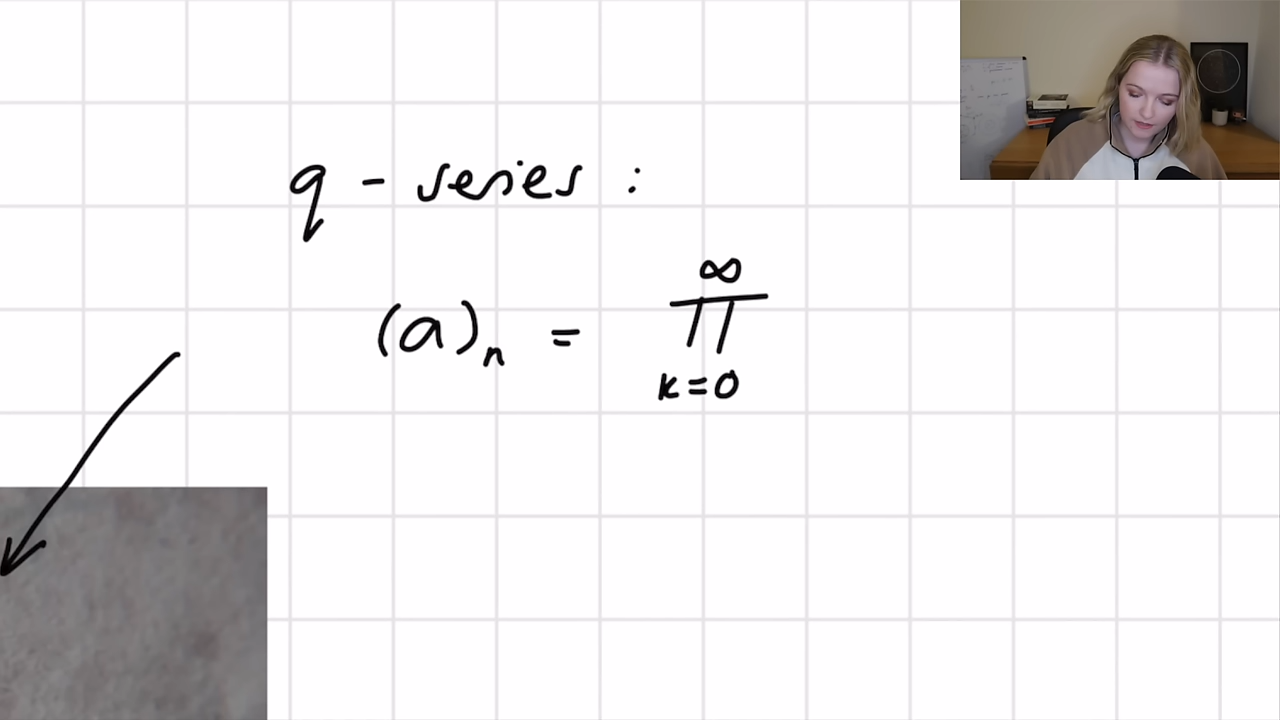 q - series :
∞
(a)n = ∏
k=0